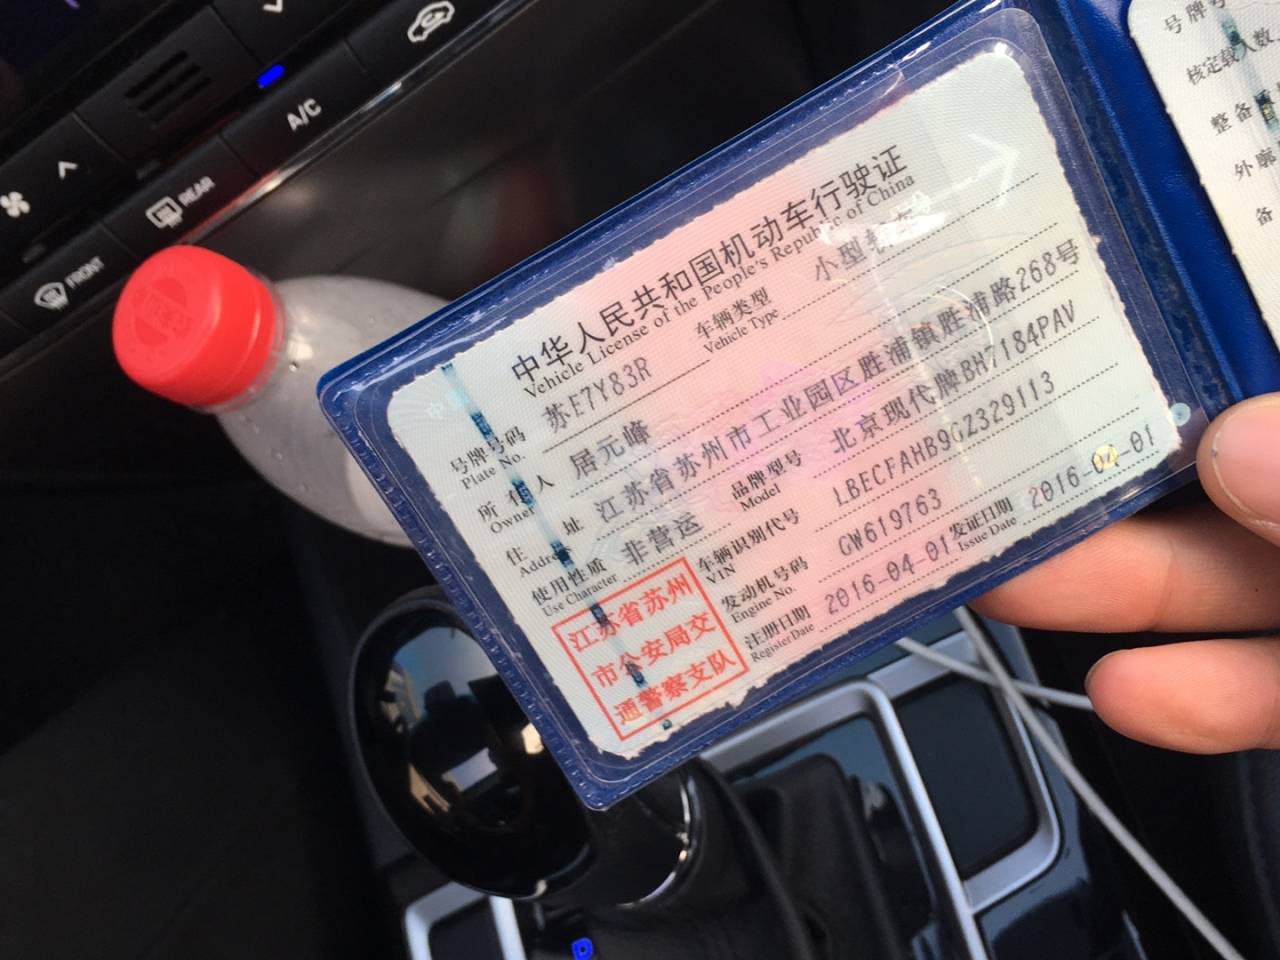 A/C
REAR
FRONT
中华人民共和国机动车行驶证
Vehicle License of the People's Republic of China
号牌号码 苏E7Y83R 车辆类型 小型轿车
Plate No. Vehicle Type
所有人 居元峰
Owner
住址 江苏省苏州市工业园区胜浦镇胜浦路268号
Address
使用性质 非营运 品牌型号 北京现代牌BH7184PAV
Use Character Model
车辆识别代号 LBECFAHB9GZ329113
VIN
发动机号码 GW619763
Engine No.
注册日期 2016-04-01 发证日期 2016-04-01
Register Date Issue Date
江苏省苏州
市公安局交
通警察支队
号牌号
核定载人数
整备质
外廓
备
D